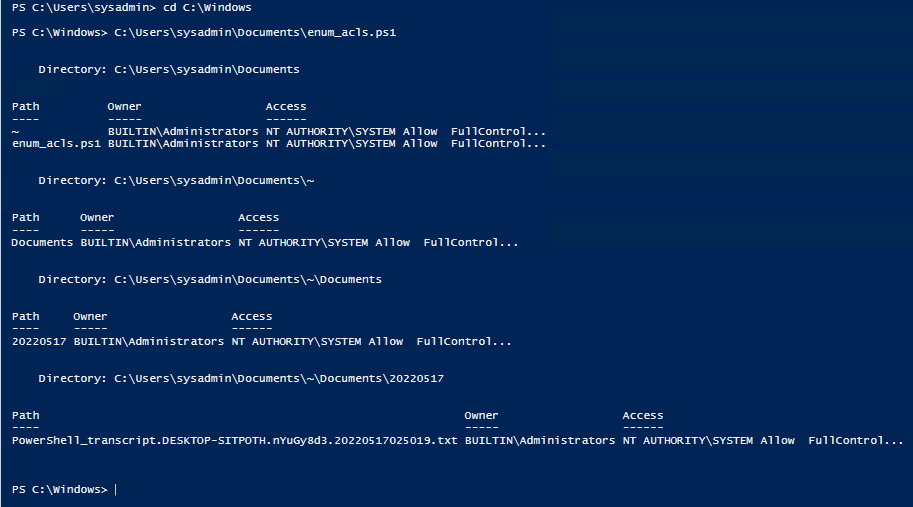 PS C:\Users\sysadmin> cd C:\Windows
PS C:\Windows> C:\Users\sysadmin\Documents\enum_acls.ps1
Directory: C:\Users\sysadmin\Documents
Path Owner Access
---- ----- ------
~ BUILTIN\Administrators NT AUTHORITY\SYSTEM Allow FullControl...
enum_acls.ps1 BUILTIN\Administrators NT AUTHORITY\SYSTEM Allow FullControl...
Directory: C:\Users\sysadmin\Documents\~
Path Owner Access
---- ----- ------
Documents BUILTIN\Administrators NT AUTHORITY\SYSTEM Allow FullControl...
Directory: C:\Users\sysadmin\Documents\~\Documents
Path Owner Access
---- ----- ------
20220517 BUILTIN\Administrators NT AUTHORITY\SYSTEM Allow FullControl...
Directory: C:\Users\sysadmin\Documents\~\Documents\20220517
Path Owner Access
---- ----- ------
PowerShell_transcript.DESKTOP-SITPOTH.nYuGy8d3.20220517025019.txt BUILTIN\Administrators NT AUTHORITY\SYSTEM Allow FullControl...
PS C:\Windows>